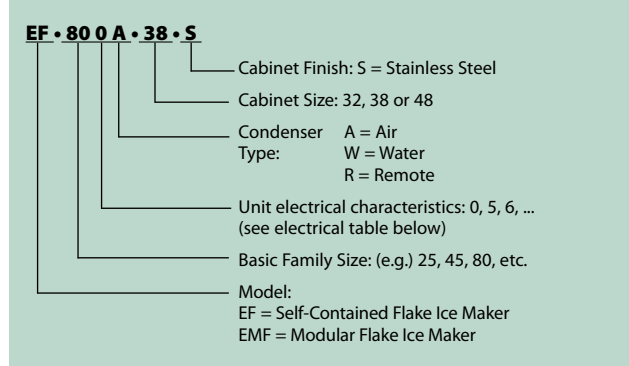 EF • 80 0 A • 38 • S
Cabinet Finish: S = Stainless Steel
Cabinet Size: 32, 38 or 48
Condenser A = Air
Type: W = Water
R = Remote
Unit electrical characteristics: 0, 5, 6, ...
(see electrical table below)
Basic Family Size: (e.g.) 25, 45, 80, etc.
Model:
EF = Self-Contained Flake Ice Maker
EMF = Modular Flake Ice Maker